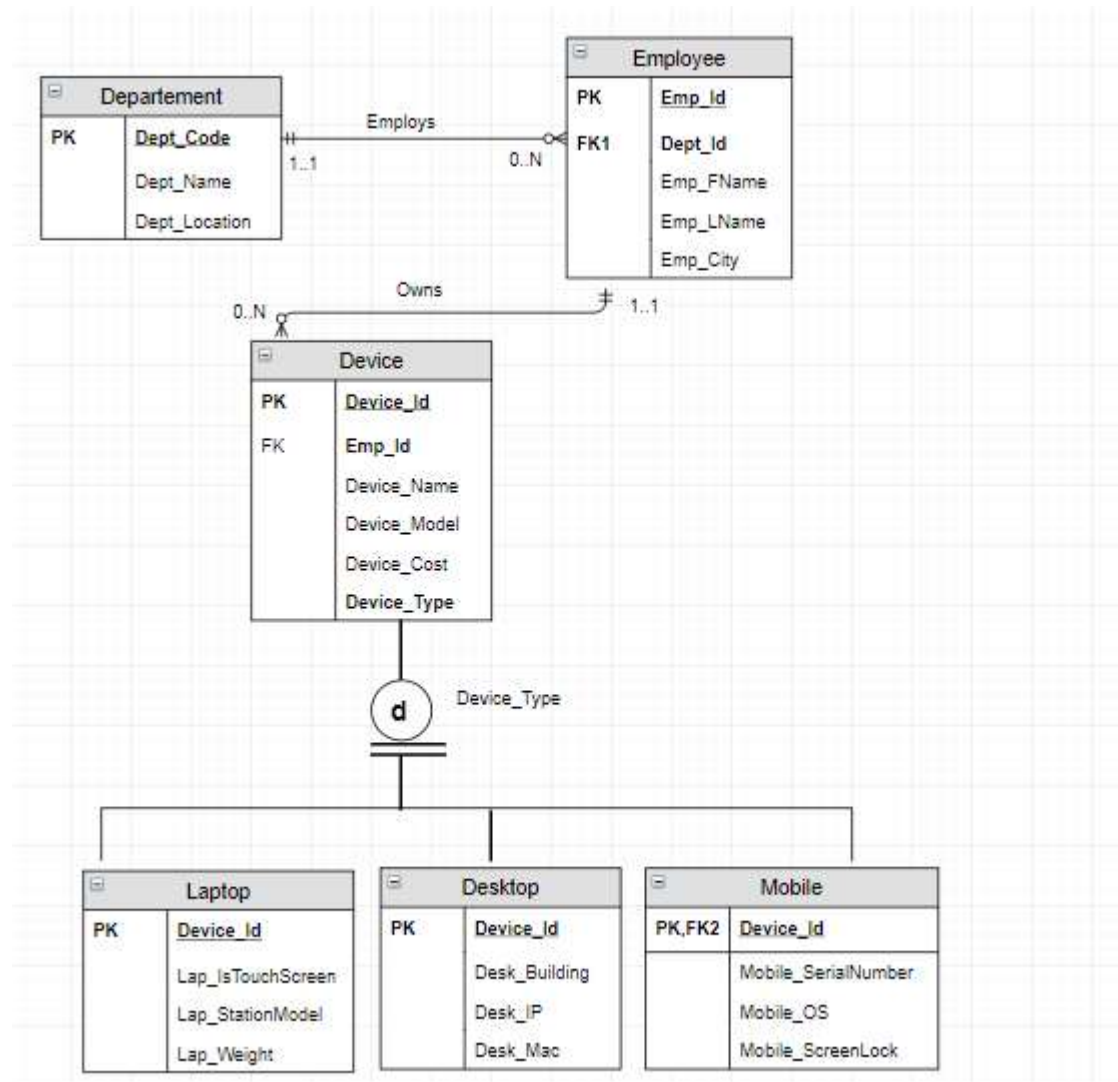 Departement
PK Dept_Code
Dept_Name
Dept_Location
Employs
1..1
0..N
Employee
PK Emp_Id
FK1 Dept_Id
Emp_FName
Emp_LName
Emp_City
Owns
0..N
1..1
Device
PK Device_Id
FK Emp_Id
Device_Name
Device_Model
Device_Cost
Device_Type
d
Device_Type
Laptop
PK Device_Id
Lap_IsTouchScreen
Lap_StationModel
Lap_Weight
Desktop
PK Device_Id
Desk_Building
Desk_IP
Desk_Mac
Mobile
PK,FK2 Device_Id
Mobile_SerialNumber
Mobile_OS
Mobile_ScreenLock